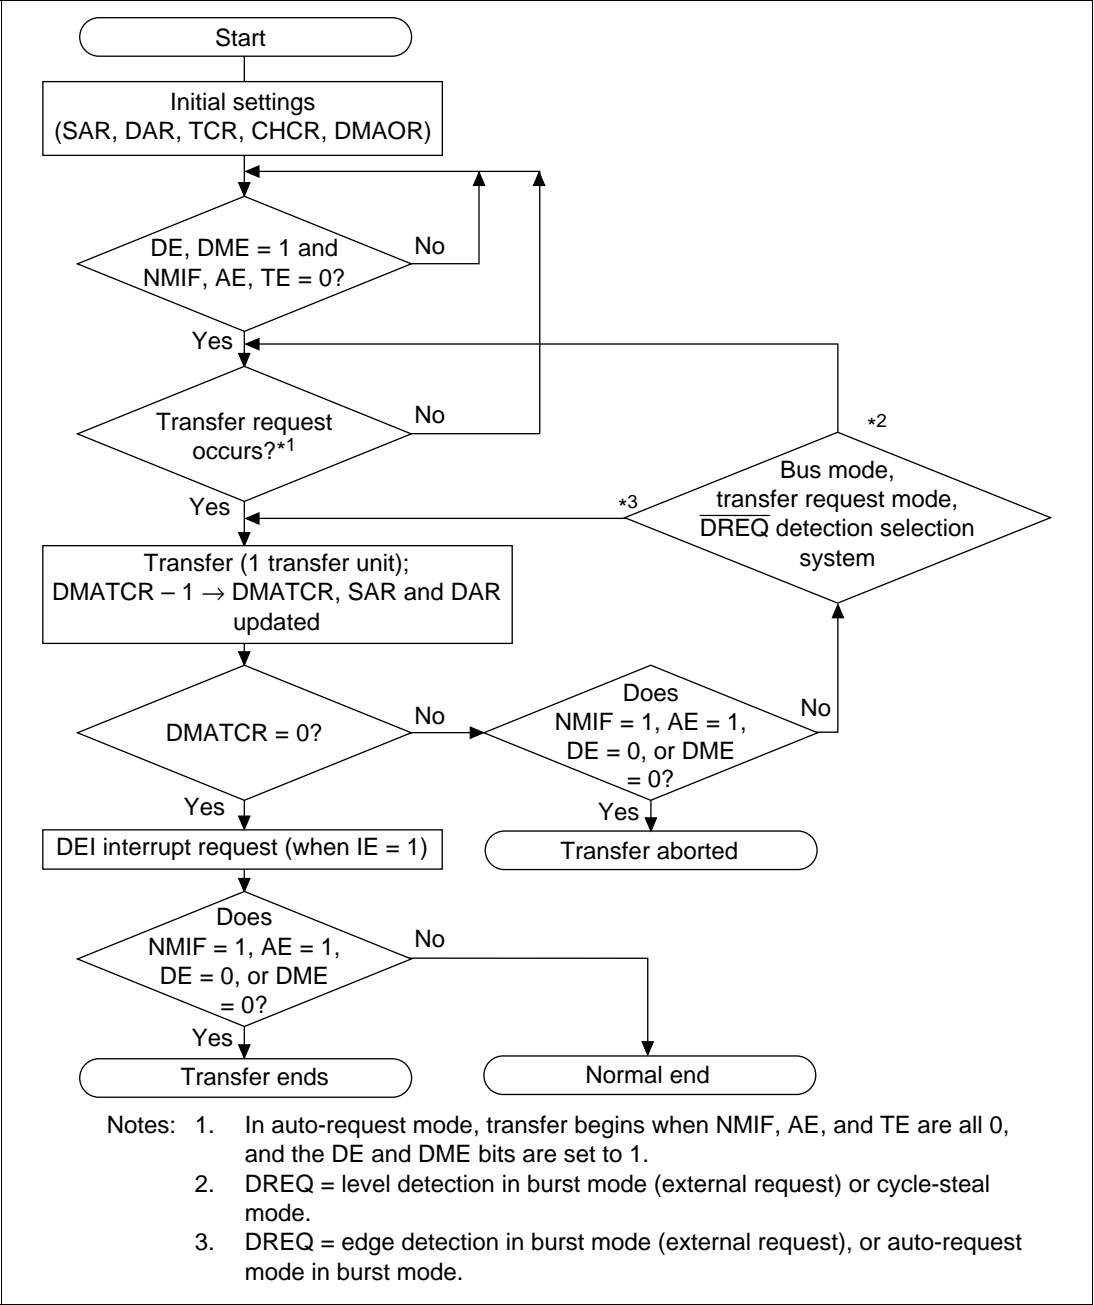 Start
Initial settings
(SAR, DAR, TCR, CHCR, DMAOR)
DE, DME = 1 and
NMIF, AE, TE = 0?
No
Yes
Transfer request
occurs?*1
No
Yes
*2
Bus mode,
transfer request mode,
DREQ detection selection
system
*3
Transfer (1 transfer unit);
DMATCR – 1 → DMATCR, SAR and DAR
updated
DMATCR = 0?
No
Does
NMIF = 1, AE = 1,
DE = 0, or DME
= 0?
No
Yes
Yes
DEI interrupt request (when IE = 1)
Transfer aborted
Does
NMIF = 1, AE = 1,
DE = 0, or DME
= 0?
No
Yes
Transfer ends
Normal end
Notes: 1. In auto-request mode, transfer begins when NMIF, AE, and TE are all 0,
and the DE and DME bits are set to 1.
2. DREQ = level detection in burst mode (external request) or cycle-steal
mode.
3. DREQ = edge detection in burst mode (external request), or auto-request
mode in burst mode.